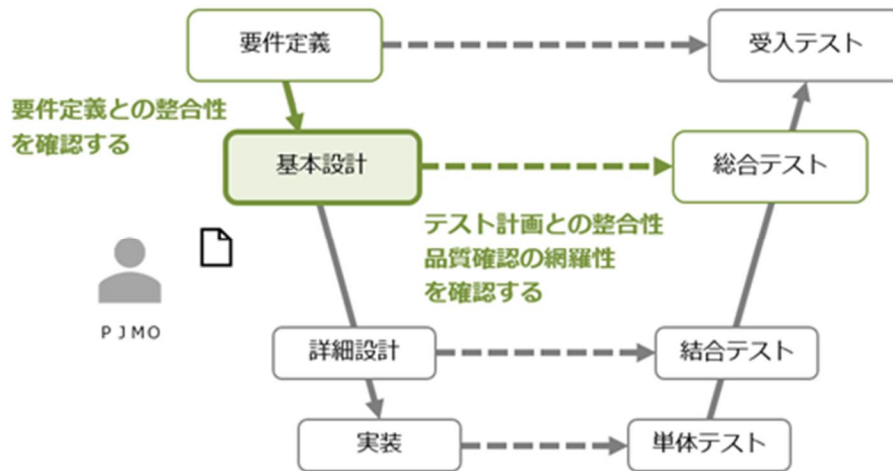 要件定義
受入テスト
要件定義との整合性
を確認する
基本設計
総合テスト
テスト計画との整合性
品質確認の網羅性
を確認する
PJMO
詳細設計
結合テスト
実装
単体テスト